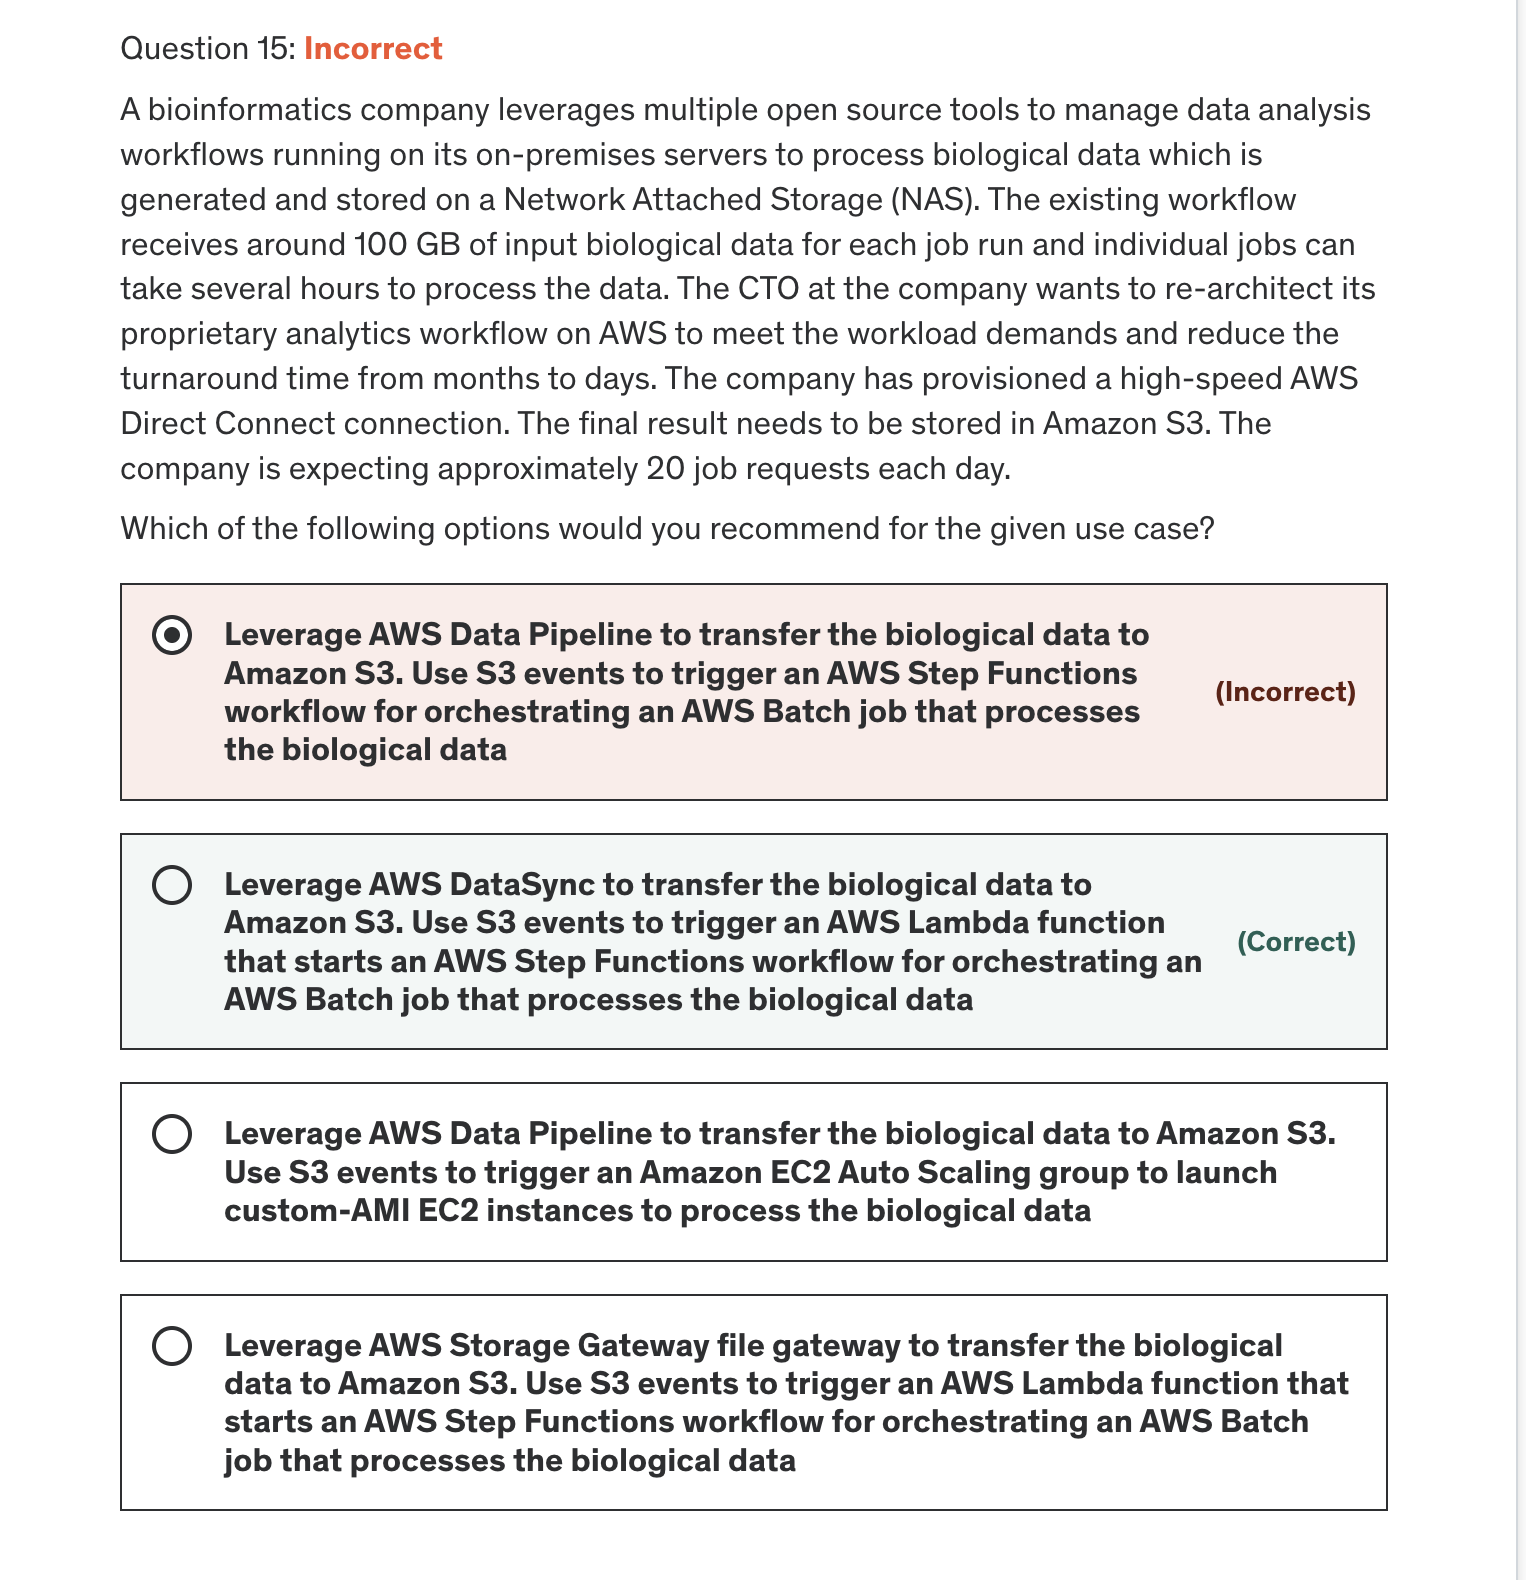 Question 15: Incorrect
A bioinformatics company leverages multiple open source tools to manage data analysis
workflows running on its on-premises servers to process biological data which is
generated and stored on a Network Attached Storage (NAS). The existing workflow
receives around 100 GB of input biological data for each job run and individual jobs can
take several hours to process the data. The CTO at the company wants to re-architect its
proprietary analytics workflow on AWS to meet the workload demands and reduce the
turnaround time from months to days. The company has provisioned a high-speed AWS
Direct Connect connection. The final result needs to be stored in Amazon S3. The
company is expecting approximately 20 job requests each day.
Which of the following options would you recommend for the given use case?
Leverage AWS Data Pipeline to transfer the biological data to
Amazon S3. Use S3 events to trigger an AWS Step Functions
workflow for orchestrating an AWS Batch job that processes
the biological data
(Incorrect)
Leverage AWS DataSync to transfer the biological data to
Amazon S3. Use S3 events to trigger an AWS Lambda function
that starts an AWS Step Functions workflow for orchestrating an
AWS Batch job that processes the biological data
(Correct)
Leverage AWS Data Pipeline to transfer the biological data to Amazon S3.
Use S3 events to trigger an Amazon EC2 Auto Scaling group to launch
custom-AMI EC2 instances to process the biological data
Leverage AWS Storage Gateway file gateway to transfer the biological
data to Amazon S3. Use S3 events to trigger an AWS Lambda function that
starts an AWS Step Functions workflow for orchestrating an AWS Batch
job that processes the biological data